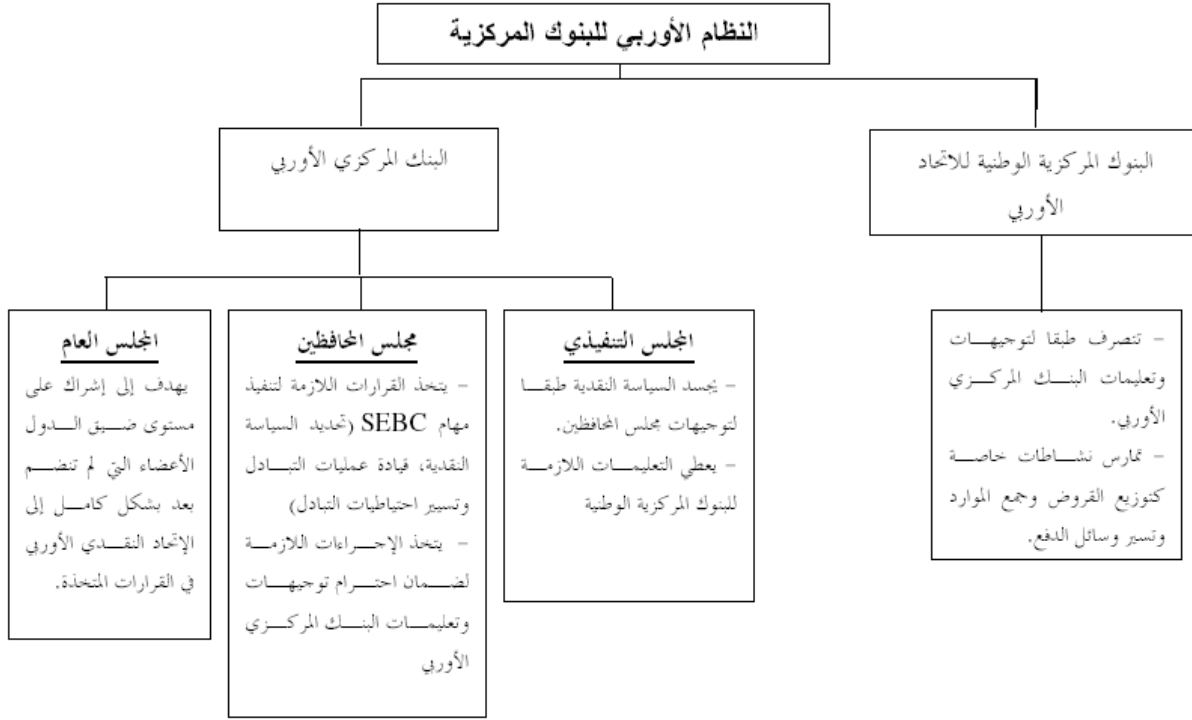 النظام الأوربي للبنوك المركزية
البنوك المركزية الوطنية للاتحاد
الأوربي
البنك المركزي الأوربي
– تتصرف طبقا لتوجيهات
وتعليمات البنك المركزي
الأوربي.
– تمارس نشاطات خاصة
كتوزيع القروض وجمع الموارد
وتسير وسائل الدفع.
المجلس التنفيذي
– يجسد السياسة النقدية طبقا
لتوجيهات مجلس المحافظين.
– يعطي التعليمات اللازمة
للبنوك المركزية الوطنية
مجلس المحافظين
– يتخذ القرارات اللازمة لتنفيذ
مهام SEBC (تحديد السياسة
النقدية، قيادة عمليات التبادل
وتسيير احتياطيات التبادل)
– يتخذ الإجراءات اللازمة
لضمان احترام توجيهات
وتعليمات البنك المركزي
الأوربي
المجلس العام
يهدف إلى إشراك على
مستوى ضيق الدول
الأعضاء التي لم تنضم
بعد بشكل كامل إلى
الإتحاد النقدي الأوربي
في القرارات المتخذة.